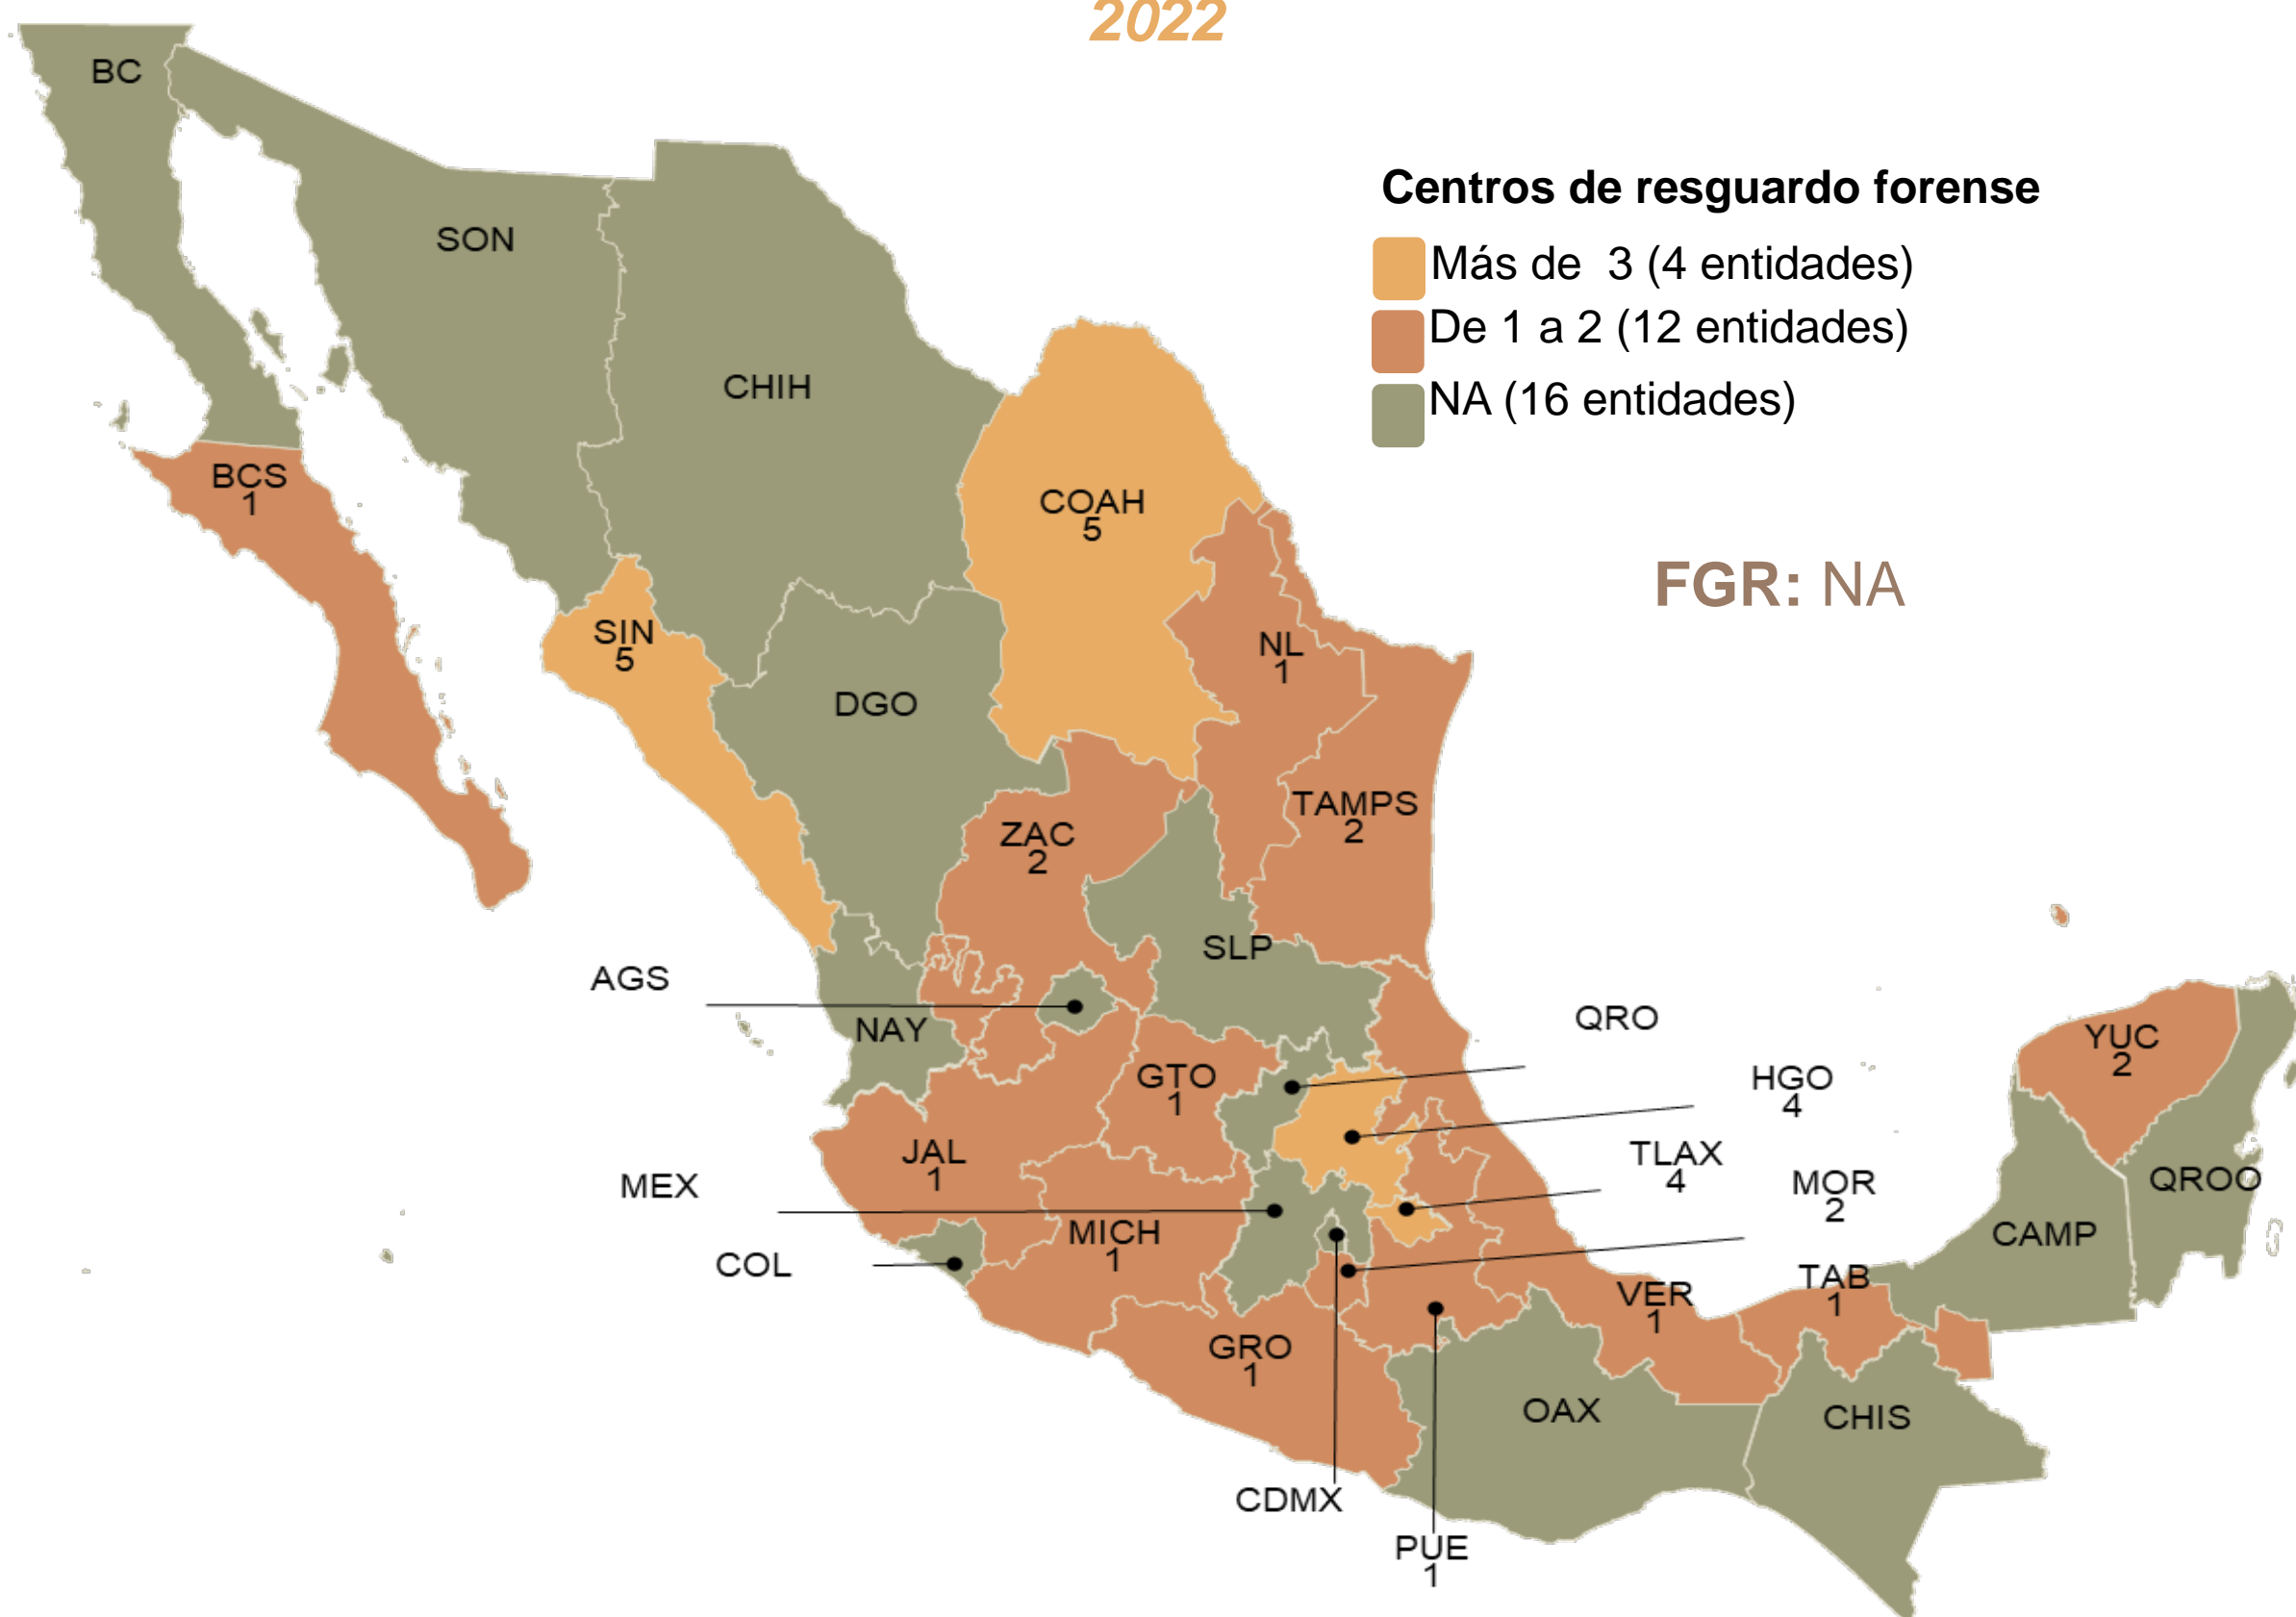 2022
BC
Centros de resguardo forense
SON
Más de  3 (4 entidades)
De 1 a 2 (12 entidades)
CHIH
NA (16 entidades)
BCS
1
COAH
5
FGR: NA
SIN
5
NL
1
DGO
TAMPS
2
ZAC
2
SLP
AGS
QRO
NAY
YUC
2
GTO
1
HGO
4
JAL
1
TLAX
4
MEX
MOR
2
QROO
MICH
1
CAMP
COL
TAB
1
VER
1
GRO
1
OAX
CHIS
CDMX
PUE
1